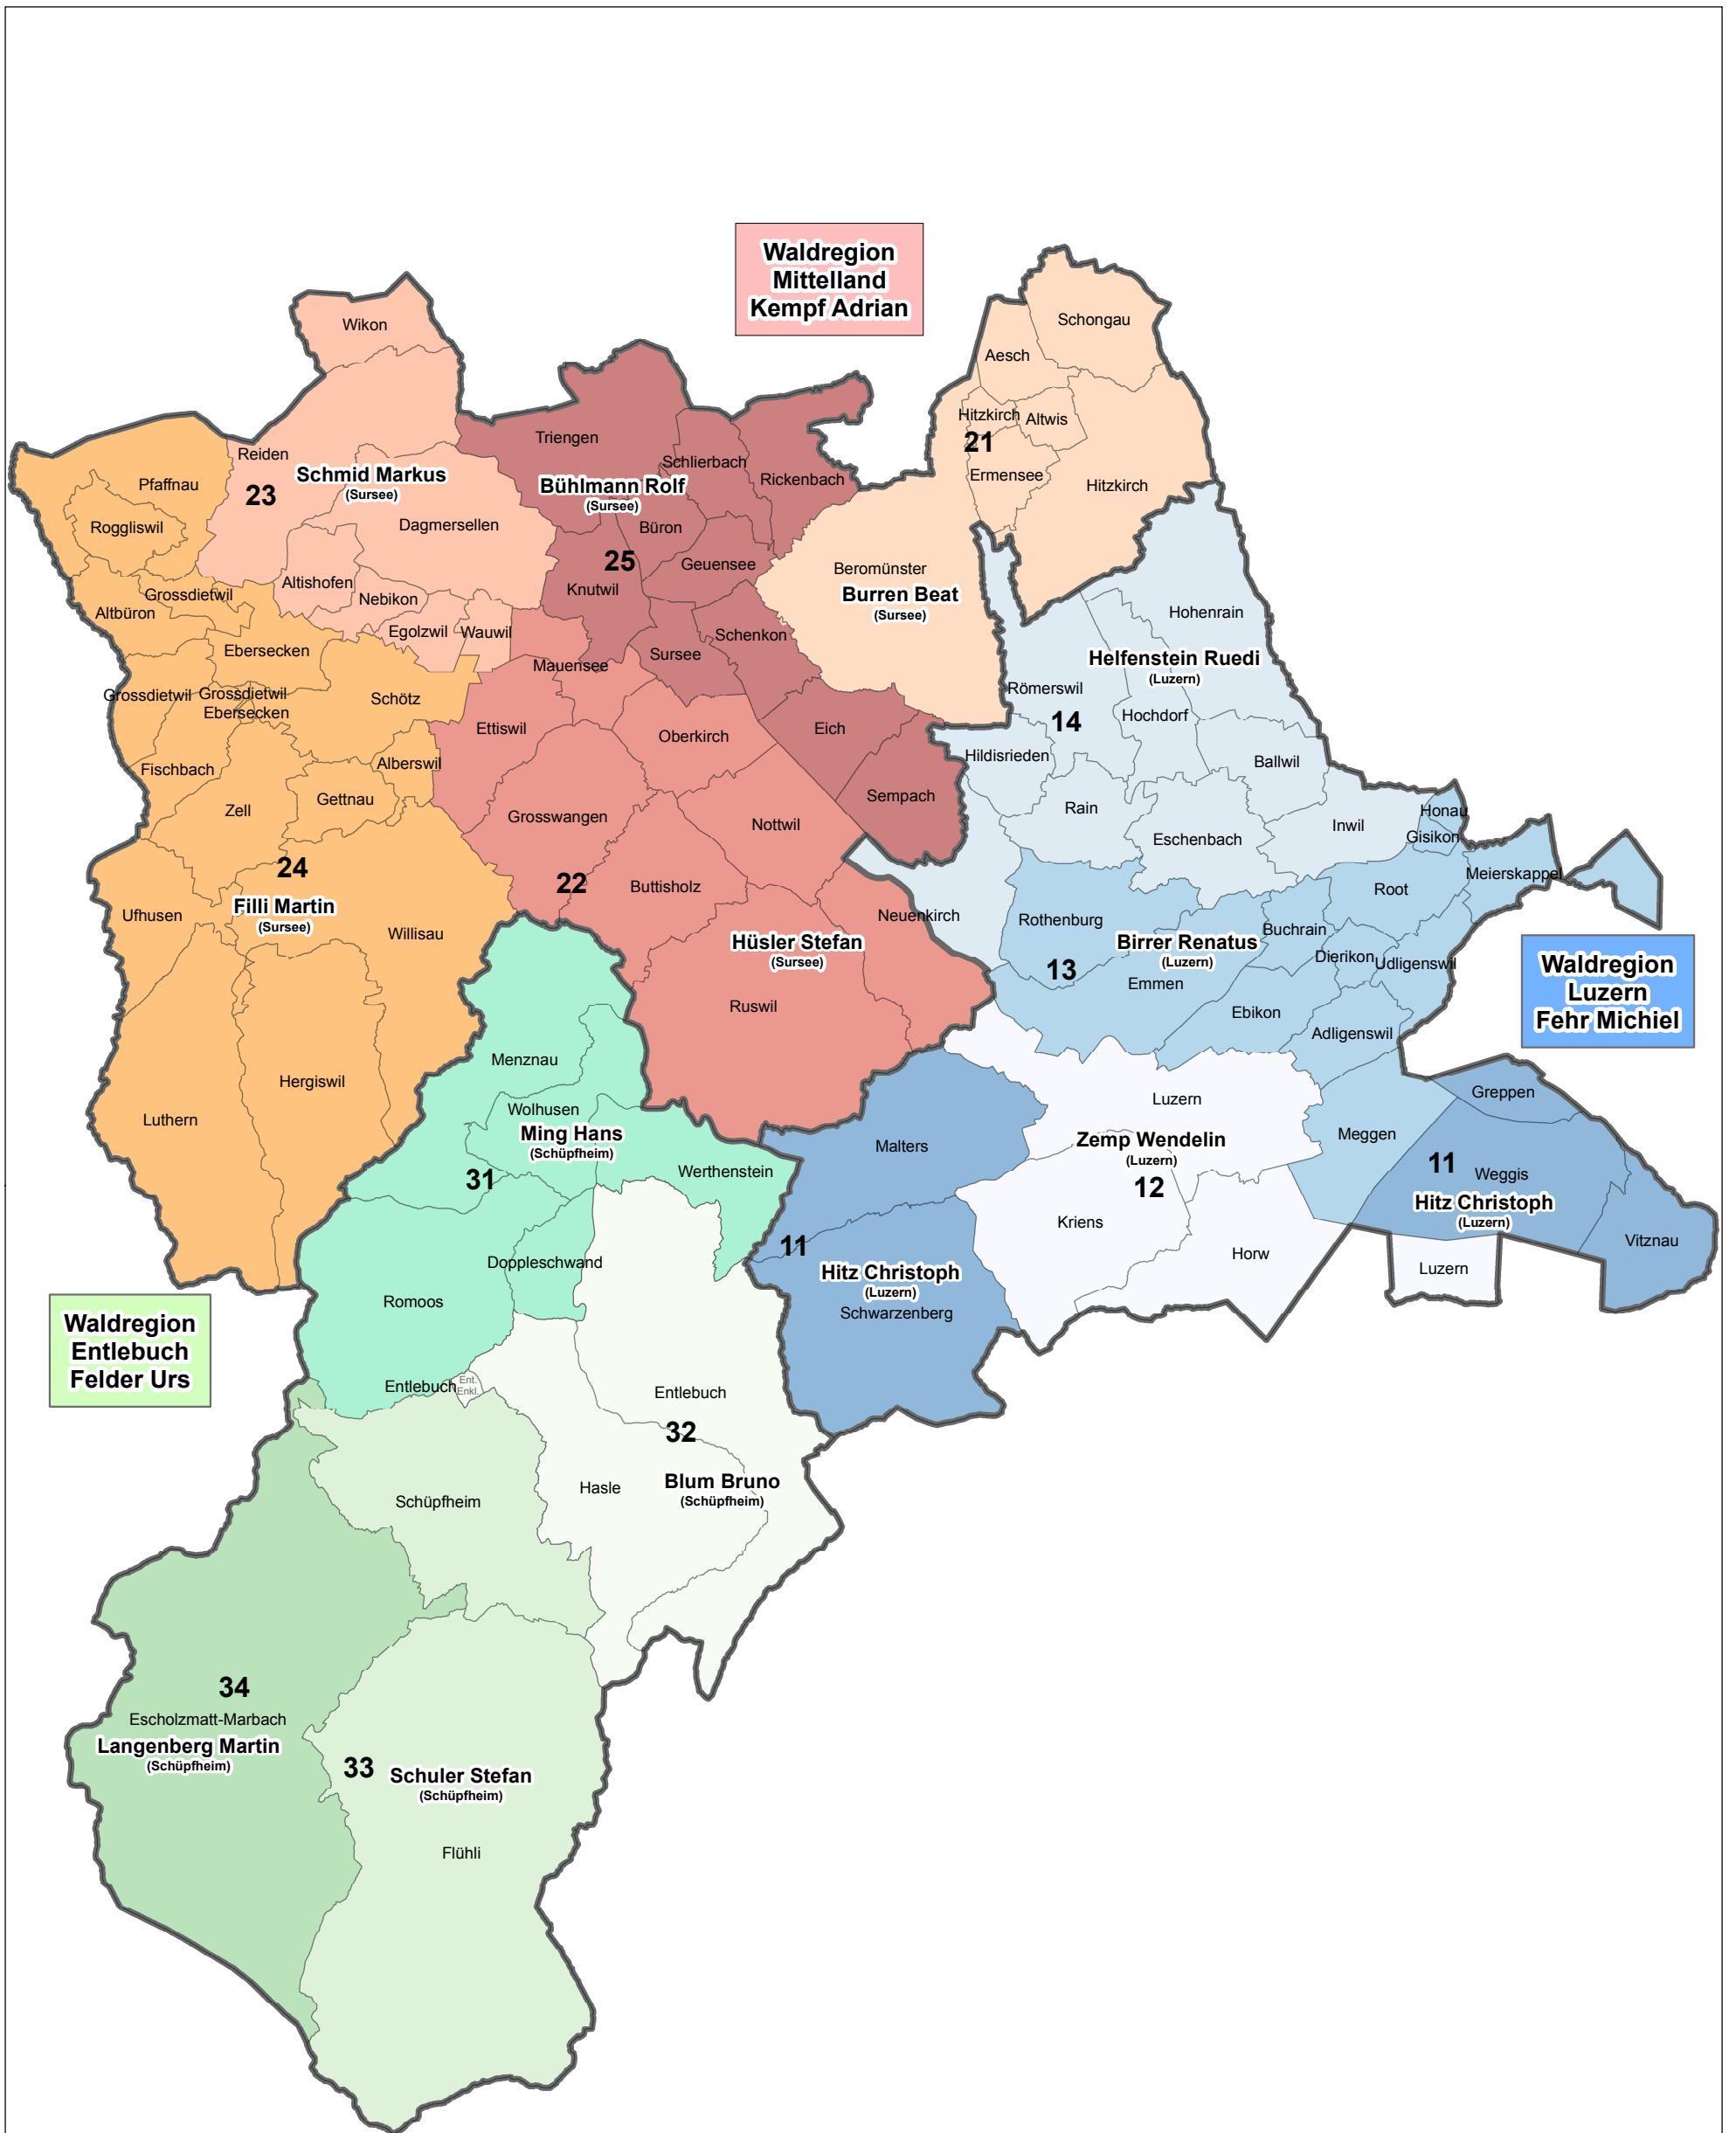 Waldregion
Mittelland
Kempf Adrian
Schongau
Wikon
Aesch
Hitzkirch
Altwis
21
Triengen
Reiden
Schlierbach
Schmid Markus
(Sursee)
Rickenbach
Ermensee
Pfaffnau
23
Bühlmann Rolf
(Sursee)
Hitzkirch
Roggliswil
Dagmersellen
Büron
25
Geuensee
Beromünster
Burren Beat
(Sursee)
Altishofen
Knutwil
Grossdietwil
Nebikon
Altbüron
Hohenrain
Egolzwil
Wauwil
Schenkon
Ebersecken
Sursee
Helfenstein Ruedi
(Luzern)
Mauensee
Grossdietwil
Grossdietwil
Schötz
Römerswil
Ebersecken
Hochdorf
14
Ettiswil
Eich
Oberkirch
Hildisrieden
Ballwil
Fischbach
Alberswil
Gettnau
Sempach
Zell
Rain
Honau
Grosswangen
Nottwil
Inwil
Gisikon
Eschenbach
24
22
Buttisholz
Root
Meierskappel
Filli Martin
(Sursee)
Ufhusen
Neuenkirch
Rothenburg
Willisau
Buchrain
Hüsler Stefan
(Sursee)
Birrer Renatus
(Luzern)
Dierikon
Udligenswil
13
Emmen
Waldregion
Luzern
Fehr Michiel
Ruswil
Ebikon
Adligenswil
Menznau
Hergiswil
Greppen
Luzern
Wolhusen
Luthern
Ming Hans
(Schüpfheim)
Malters
Zemp Wendelin
(Luzern)
Meggen
Werthenstein
11
Weggis
31
12
Hitz Christoph
(Luzern)
Kriens
Vitznau
11
Horw
Doppleschwand
Hitz Christoph
(Luzern)
Luzern
Romoos
Schwarzenberg
Waldregion
Entlebuch
Felder Urs
Entlebuch
Ent.
Enkl.
Entlebuch
32
Hasle
Blum Bruno
(Schüpfheim)
Schüpfheim
34
Escholzmatt-Marbach
Langenberg Martin
(Schüpfheim)
33
Schuler Stefan
(Schüpfheim)
Flühli